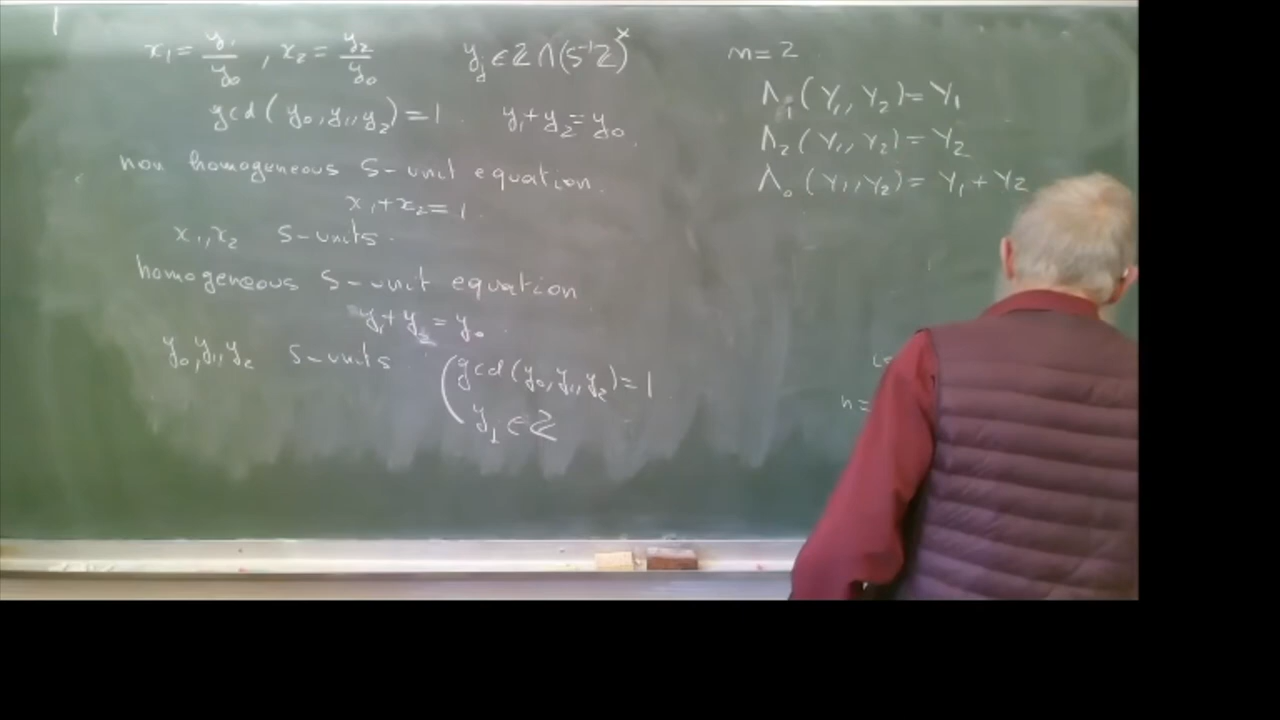 x₁ = y₁/y₀ , x₂ = y₂/y₀     y_j ∈ ℤ ∩ (S⁻¹ℤ)^×
gcd(y₀, y₁, y₂) = 1     y₁ + y₂ = y₀
non homogeneous S-unit equation.
x₁ + x₂ = 1.
x₁, x₂ S-units.
homogeneous S-unit equation
y₁ + y₂ = y₀
y₀, y₁, y₂ S-units
gcd(y₀, y₁, y₂) = 1
y_i ∈ ℤ
n = 2
Λ₁(Y₁, Y₂) = Y₁
Λ₂(Y₁, Y₂) = Y₂
Λ₀(Y₁, Y₂) = Y₁ + Y₂
n =